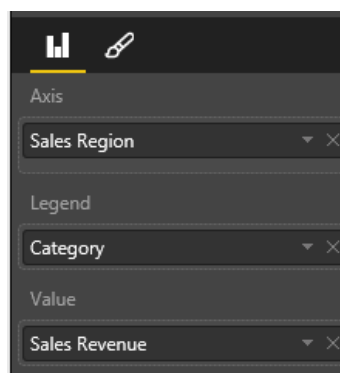 Axis
Sales Region
Legend
Category
Value
Sales Revenue